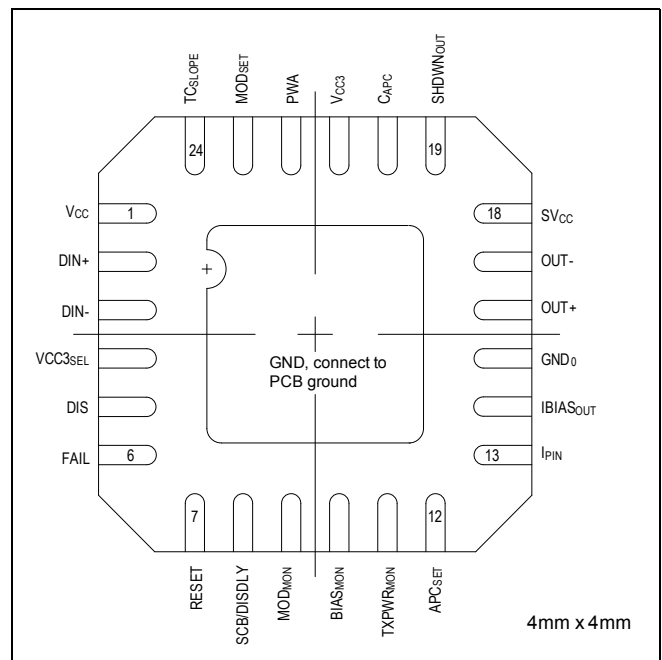 TCSLOPE
MODSET
PWA
VCC3
CAPC
SHDWNOUT
24
19
VCC
1
18
SVCC
DIN+
OUT-
DIN-
OUT+
VCC3SEL
GND0
GND, connect to
PCB ground
DIS
IBIASOUT
FAIL
6
13
IPIN
7
12
RESET
SCB/DISDLY
MODMON
BIASMON
TXPWRMON
APCSET
4mm x 4mm